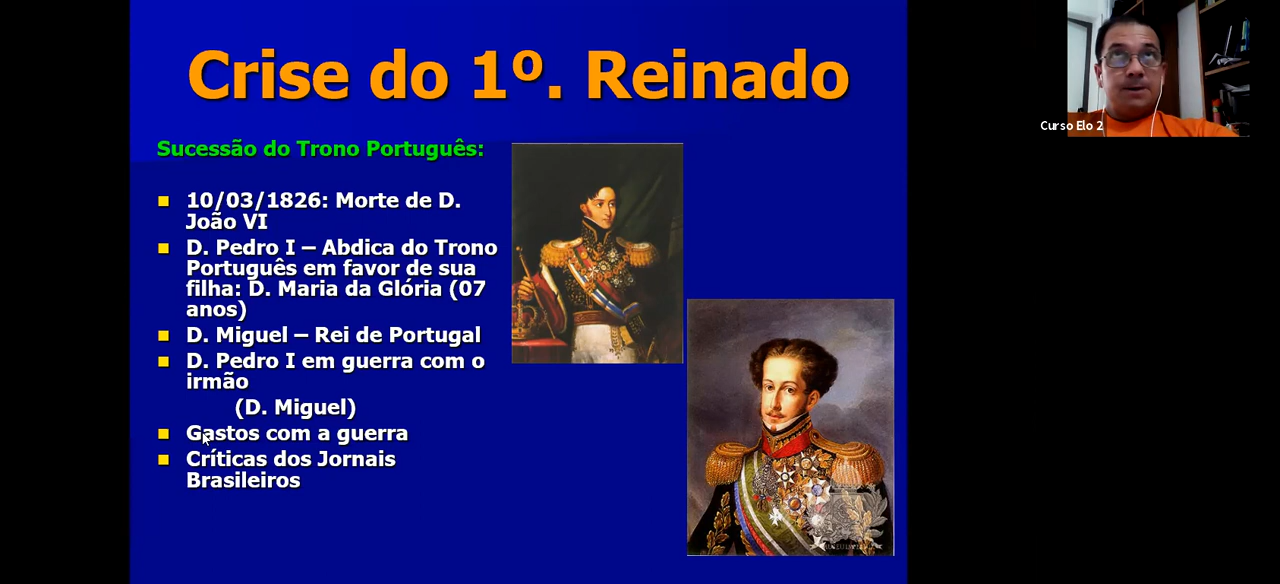 Crise do 1º. Reinado
Sucessão do Trono Português:
10/03/1826: Morte de D.
João VI
D. Pedro I – Abdica do Trono
Português em favor de sua
filha: D. Maria da Glória (07
anos)
D. Miguel – Rei de Portugal
D. Pedro I em guerra com o
irmão
(D. Miguel)
Gastos com a guerra
Críticas dos Jornais
Brasileiros
Curso Elo 2